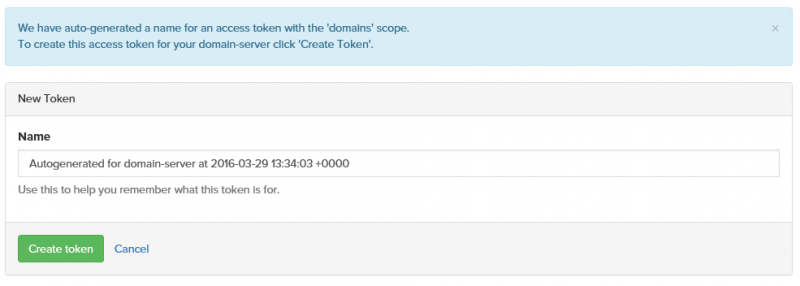 We have auto-generated a name for an access token with the 'domains' scope.
To create this access token for your domain-server click 'Create Token'.
×
New Token
Name
Autogenerated for domain-server at 2016-03-29 13:34:03 +0000
Use this to help you remember what this token is for.
Create token
Cancel